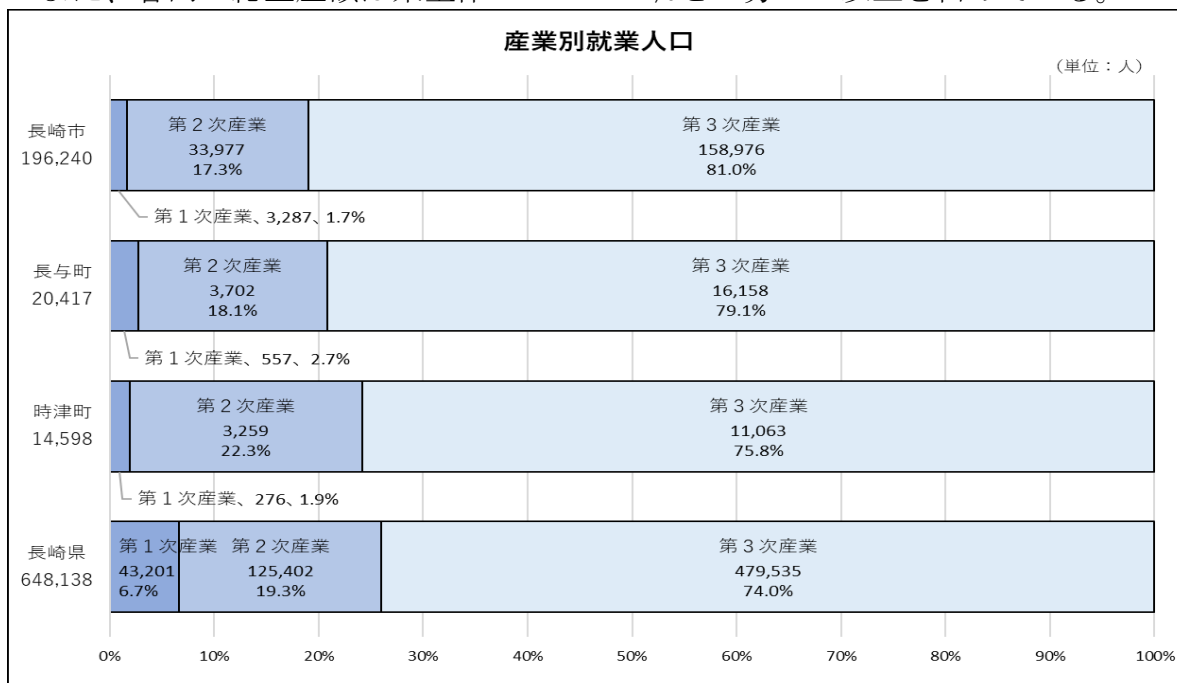 産業別就業人口
（単位：人）
長崎市
196,240
第２次産業
33,977
17.3%
第３次産業
158,976
81.0%
第１次産業、3,287、1.7%
長与町
20,417
第２次産業
3,702
18.1%
第３次産業
16,158
79.1%
第１次産業、557、2.7%
時津町
14,598
第２次産業
3,259
22.3%
第３次産業
11,063
75.8%
第１次産業、276、1.9%
長崎県
648,138
第１次産業
43,201
6.7%
第２次産業
125,402
19.3%
第３次産業
479,535
74.0%
0% 10% 20% 30% 40% 50% 60% 70% 80% 90% 100%